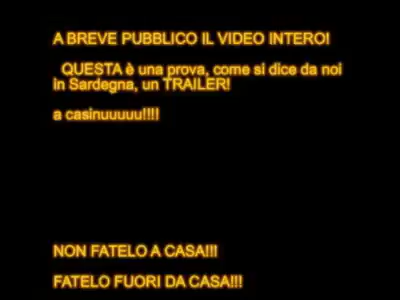 A BREVE PUBBLICO IL VIDEO INTERO!
QUESTA è una prova, come si dice da noi
in Sardegna, un TRAILER!
a casinuuuuu!!!!
NON FATELO A CASA!!!
FATELO FUORI DA CASA!!!